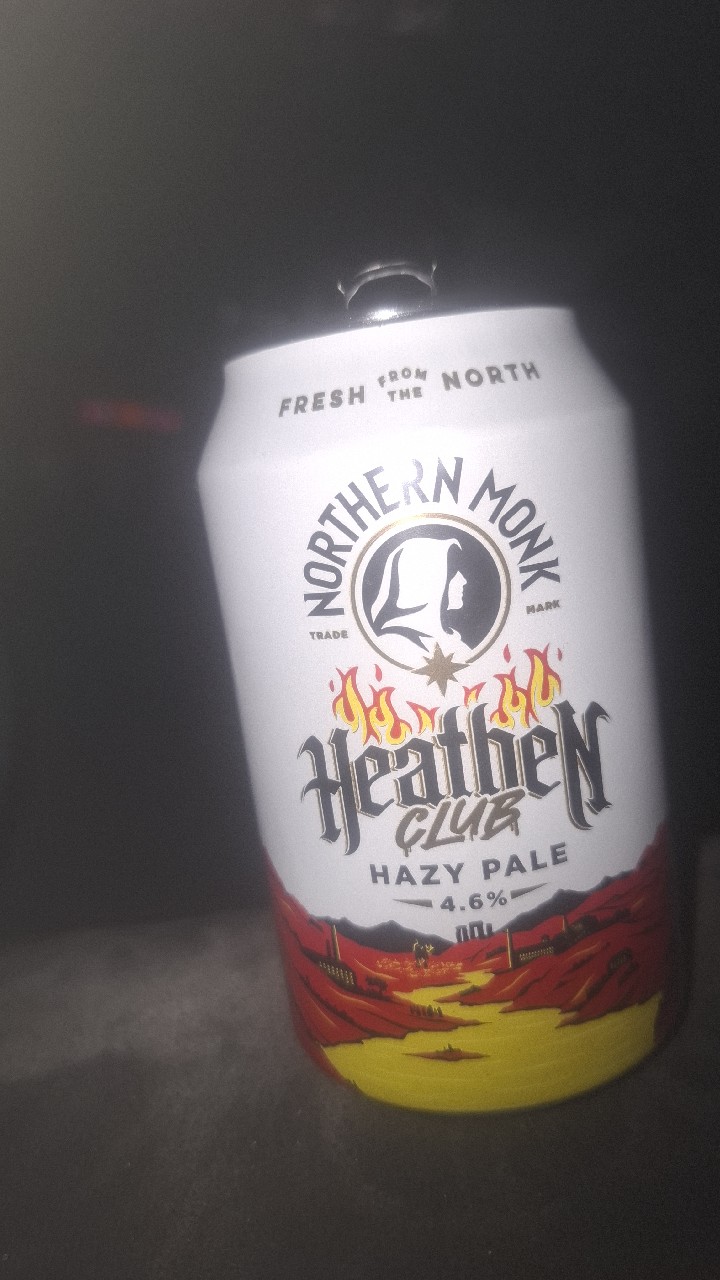 FRESH FROM THE NORTH
NORTHERN MONK
TRADE MARK
HeatheN
CLUB
HAZY PALE
4.6%